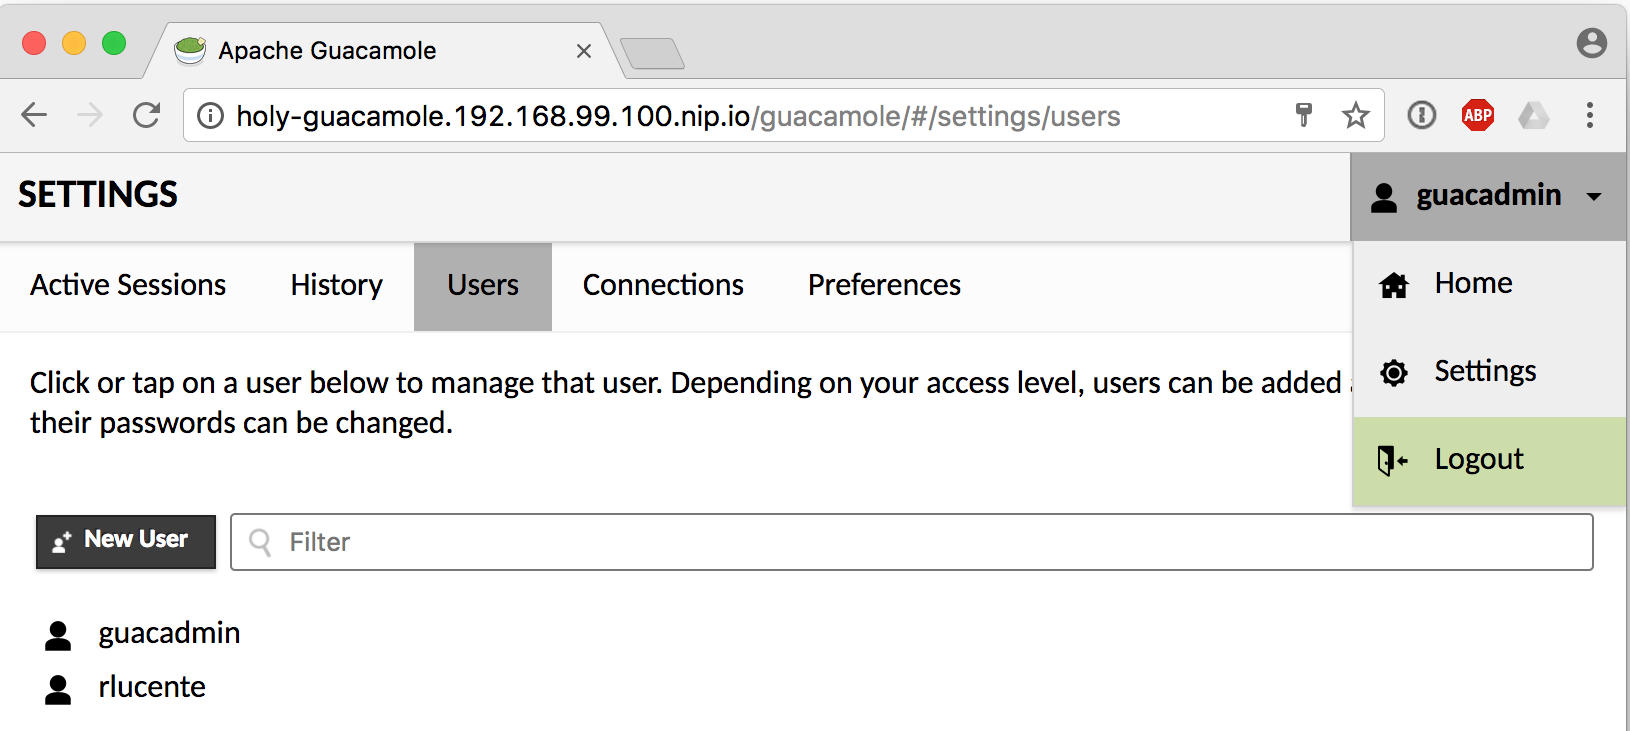 Apache Guacamole
holy-guacamole.192.168.99.100.nip.io/guacamole/#/settings/users
ABP
SETTINGS
guacadmin
Active Sessions
History
Users
Connections
Preferences
Home
Settings
Logout
Click or tap on a user below to manage that user. Depending on your access level, users can be added
their passwords can be changed.
New User
Filter
guacadmin
rlucente